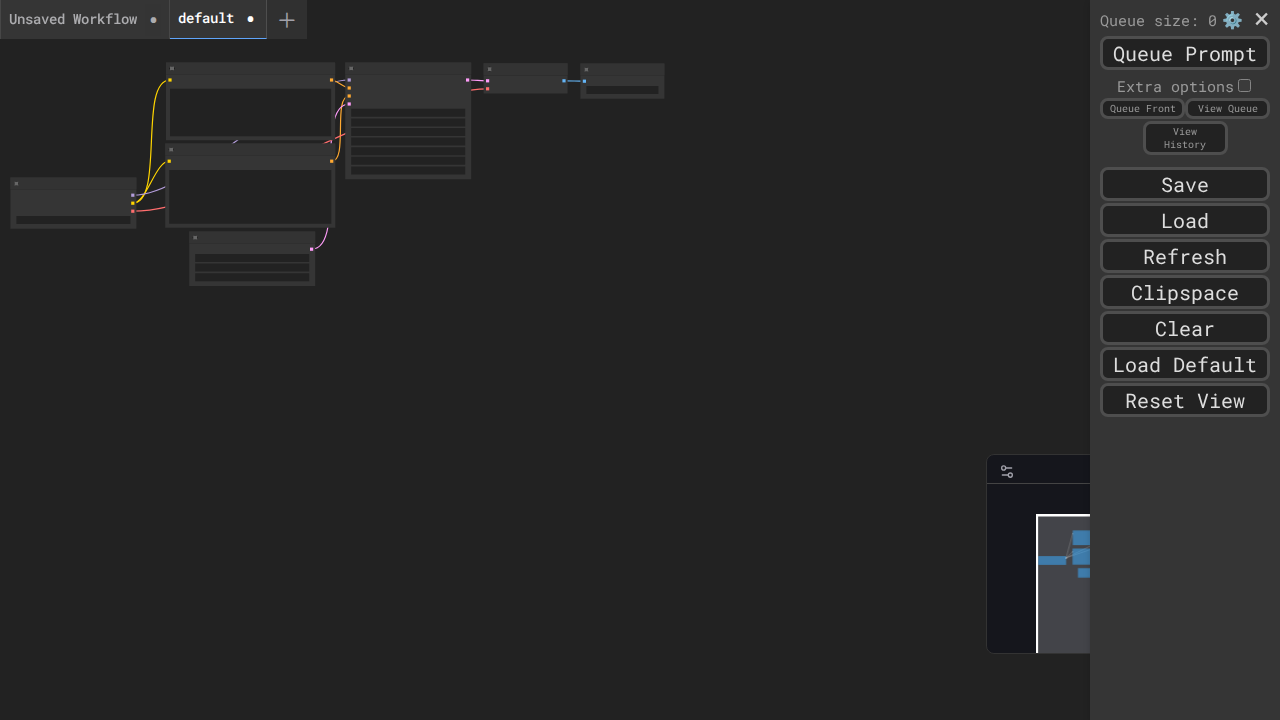 Unsaved Workflow
default
Queue size: 0
Queue Prompt
Extra options
Queue Front
View Queue
View
History
Save
Load
Refresh
Clipspace
Clear
Load Default
Reset View